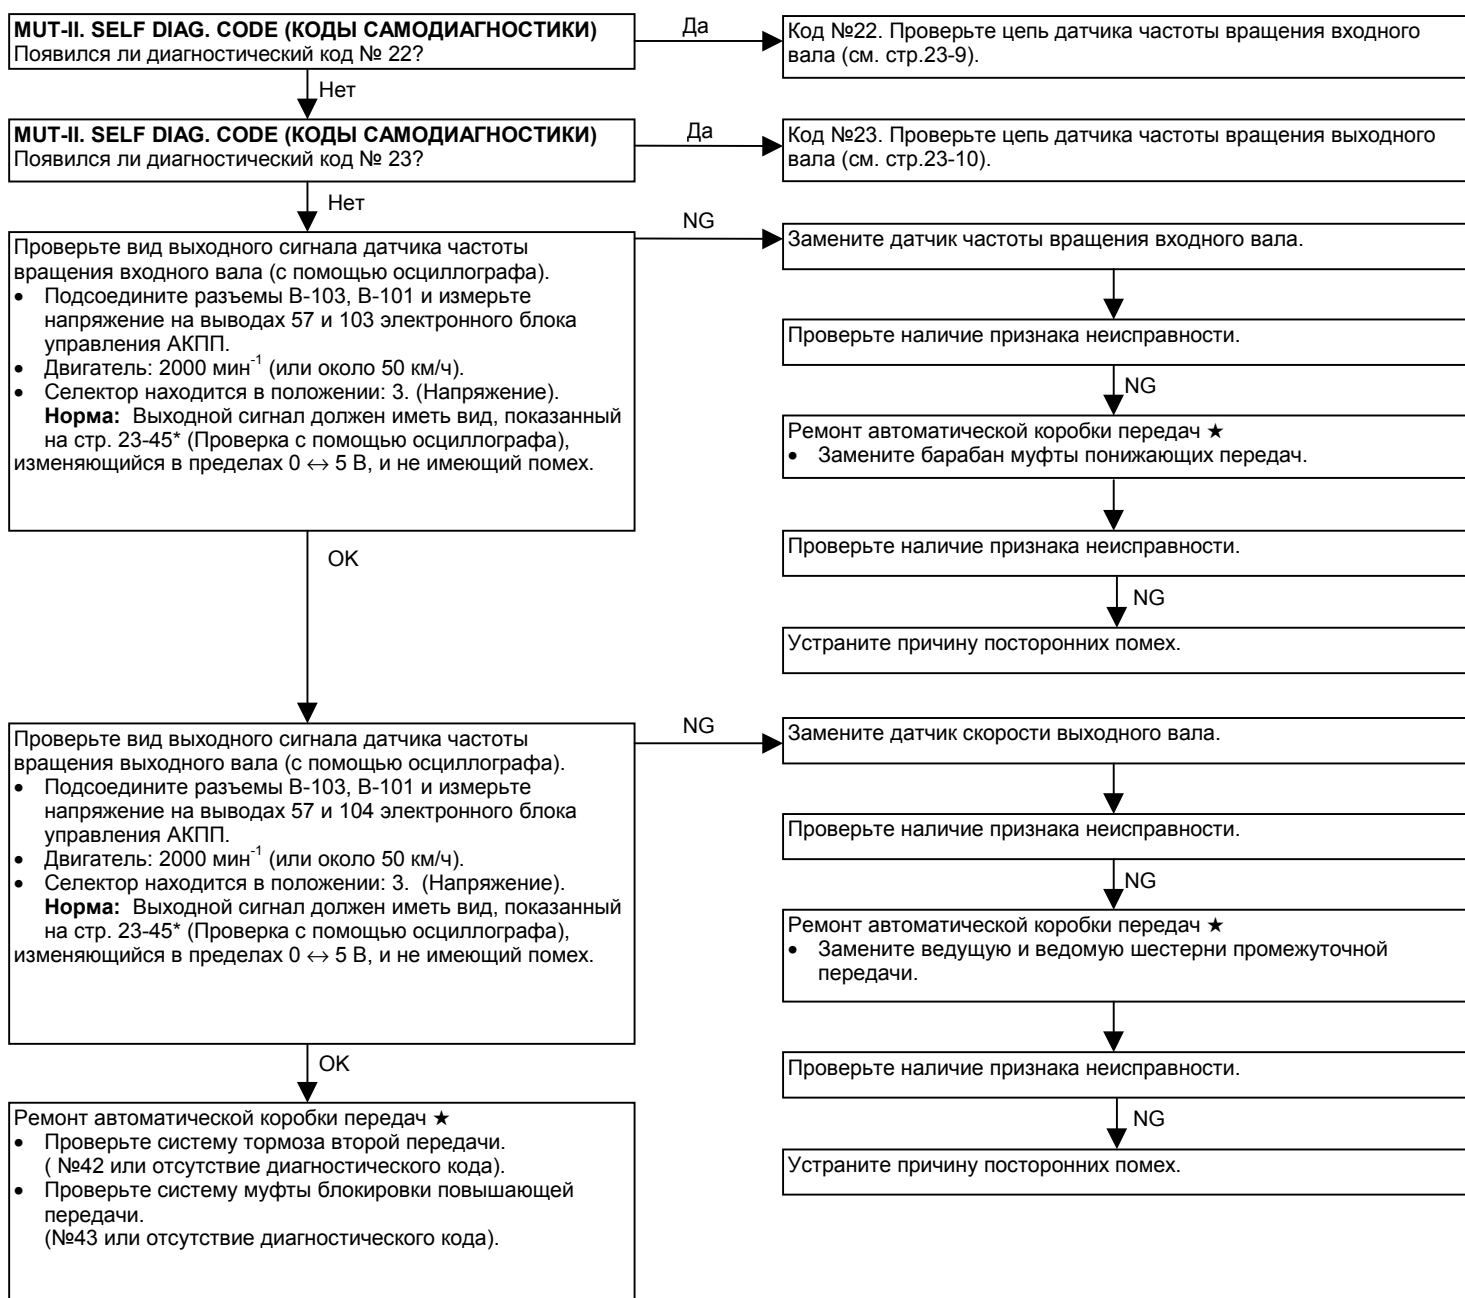 MUT-II. SELF DIAG. CODE (КОДЫ САМОДИАГНОСТИКИ)
Появился ли диагностический код № 22?
Да
Код №22. Проверьте цепь датчика частоты вращения входного
вала (см. стр.23-9).
Нет
MUT-II. SELF DIAG. CODE (КОДЫ САМОДИАГНОСТИКИ)
Появился ли диагностический код № 23?
Да
Код №23. Проверьте цепь датчика частоты вращения выходного
вала (см. стр.23-10).
Нет
Проверьте вид выходного сигнала датчика частоты
вращения входного вала (с помощью осциллографа).
• Подсоедините разъемы В-103, В-101 и измерьте
напряжение на выводах 57 и 103 электронного блока
управления АКПП.
• Двигатель: 2000 мин⁻¹ (или около 50 км/ч).
• Селектор находится в положении: 3. (Напряжение).
Норма: Выходной сигнал должен иметь вид, показанный
на стр. 23-45* (Проверка с помощью осциллографа),
изменяющийся в пределах 0 ↔ 5 В, и не имеющий помех.
NG
Замените датчик частоты вращения входного вала.
Проверьте наличие признака неисправности.
NG
Ремонт автоматической коробки передач ★
• Замените барабан муфты понижающих передач.
Проверьте наличие признака неисправности.
NG
Устраните причину посторонних помех.
OK
Проверьте вид выходного сигнала датчика частоты
вращения выходного вала (с помощью осциллографа).
• Подсоедините разъемы В-103, В-101 и измерьте
напряжение на выводах 57 и 104 электронного блока
управления АКПП.
• Двигатель: 2000 мин⁻¹ (или около 50 км/ч).
• Селектор находится в положении: 3. (Напряжение).
Норма: Выходной сигнал должен иметь вид, показанный
на стр. 23-45* (Проверка с помощью осциллографа),
изменяющийся в пределах 0 ↔ 5 В, и не имеющий помех.
NG
Замените датчик скорости выходного вала.
Проверьте наличие признака неисправности.
NG
Ремонт автоматической коробки передач ★
• Замените ведущую и ведомую шестерни промежуточной
передачи.
Проверьте наличие признака неисправности.
NG
Устраните причину посторонних помех.
OK
Ремонт автоматической коробки передач ★
• Проверьте систему тормоза второй передачи.
( №42 или отсутствие диагностического кода).
• Проверьте систему муфты блокировки повышающей
передачи.
(№43 или отсутствие диагностического кода).